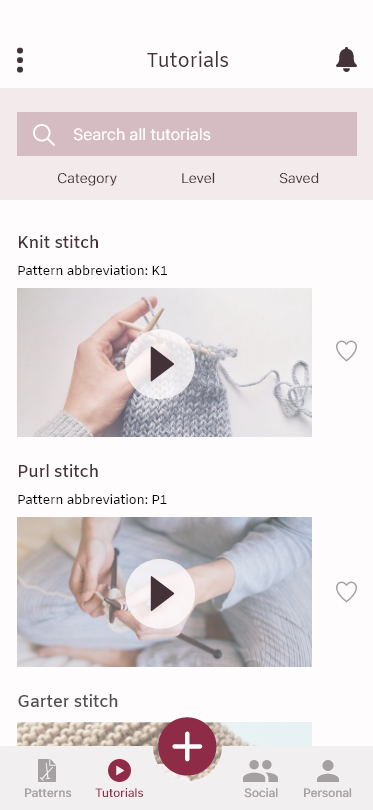 Tutorials
Search all tutorials
Category Level Saved
Knit stitch
Pattern abbreviation: K1
Purl stitch
Pattern abbreviation: P1
Garter stitch
Patterns Tutorials Social Personal